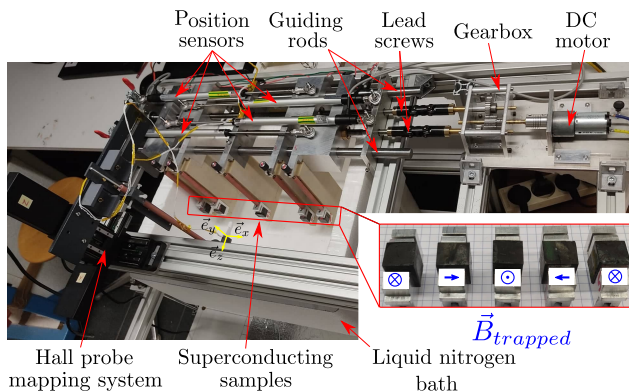 Position
sensors
Guiding
rods
Lead
screws
Gearbox
DC
motor
e⃗y
e⃗x
e⃗z
B⃗trapped
Hall probe
mapping system
Superconducting
samples
Liquid nitrogen
bath